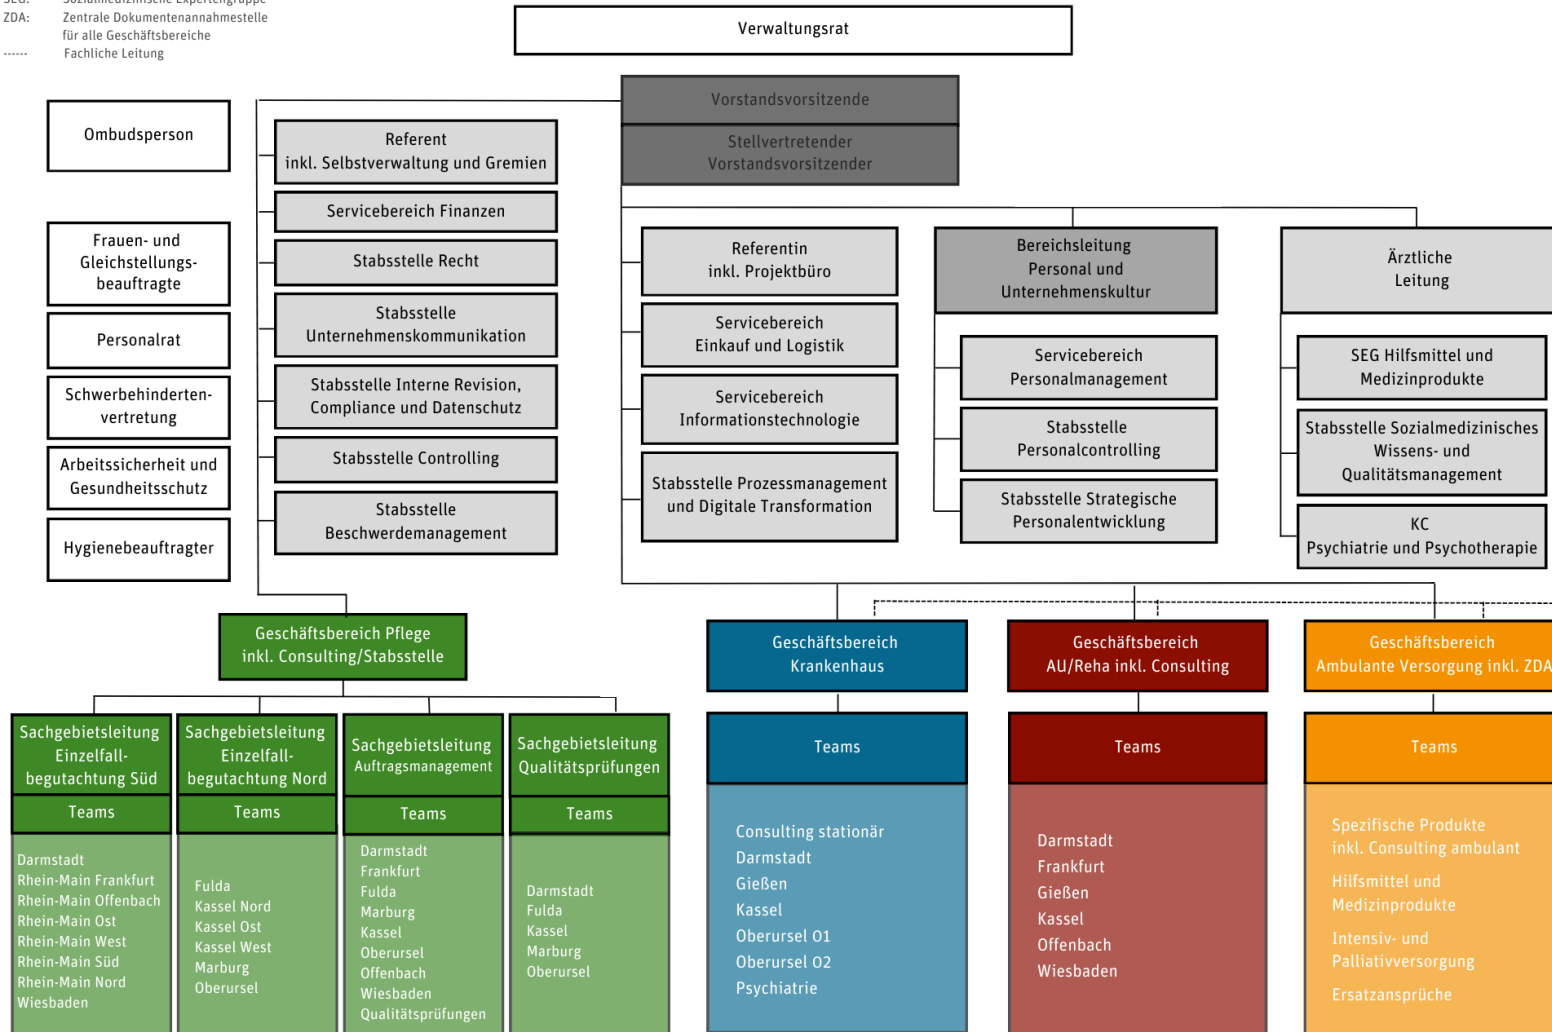 SEG: Sozialmedizinische Expertengruppe
ZDA: Zentrale Dokumentenannahmestelle
für alle Geschäftsbereiche
------ Fachliche Leitung
Verwaltungsrat
Vorstandsvorsitzende
Stellvertretender
Vorstandsvorsitzender
Ombudsperson
Frauen- und
Gleichstellungs-
beauftragte
Personalrat
Schwerbehinderten-
vertretung
Arbeitssicherheit und
Gesundheitsschutz
Hygienebeauftragter
Referent
inkl. Selbstverwaltung und Gremien
Servicebereich Finanzen
Stabsstelle Recht
Stabsstelle
Unternehmenskommunikation
Stabsstelle Interne Revision,
Compliance und Datenschutz
Stabsstelle Controlling
Stabsstelle
Beschwerdemanagement
Referentin
inkl. Projektbüro
Servicebereich
Einkauf und Logistik
Servicebereich
Informationstechnologie
Stabsstelle Prozessmanagement
und Digitale Transformation
Bereichsleitung
Personal und
Unternehmenskultur
Servicebereich
Personalmanagement
Stabsstelle
Personalcontrolling
Stabsstelle Strategische
Personalentwicklung
Ärztliche
Leitung
SEG Hilfsmittel und
Medizinprodukte
Stabsstelle Sozialmedizinisches
Wissens- und
Qualitätsmanagement
KC
Psychiatrie und Psychotherapie
Geschäftsbereich Pflege
inkl. Consulting/Stabsstelle
Sachgebietsleitung
Einzelfall-
begutachtung Süd
Teams
Darmstadt
Rhein-Main Frankfurt
Rhein-Main Offenbach
Rhein-Main Ost
Rhein-Main West
Rhein-Main Süd
Rhein-Main Nord
Wiesbaden
Sachgebietsleitung
Einzelfall-
begutachtung Nord
Teams
Fulda
Kassel Nord
Kassel Ost
Kassel West
Marburg
Oberursel
Sachgebietsleitung
Auftragsmanagement
Teams
Darmstadt
Frankfurt
Fulda
Marburg
Kassel
Oberursel
Offenbach
Wiesbaden
Qualitätsprüfungen
Sachgebietsleitung
Qualitätsprüfungen
Teams
Darmstadt
Fulda
Kassel
Marburg
Oberursel
Geschäftsbereich
Krankenhaus
Teams
Consulting stationär
Darmstadt
Gießen
Kassel
Oberursel O1
Oberursel O2
Psychiatrie
Geschäftsbereich
AU/Reha inkl. Consulting
Teams
Darmstadt
Frankfurt
Gießen
Kassel
Offenbach
Wiesbaden
Geschäftsbereich
Ambulante Versorgung inkl. ZDA
Teams
Spezifische Produkte
inkl. Consulting ambulant
Hilfsmittel und
Medizinprodukte
Intensiv- und
Palliativversorgung
Ersatzansprüche